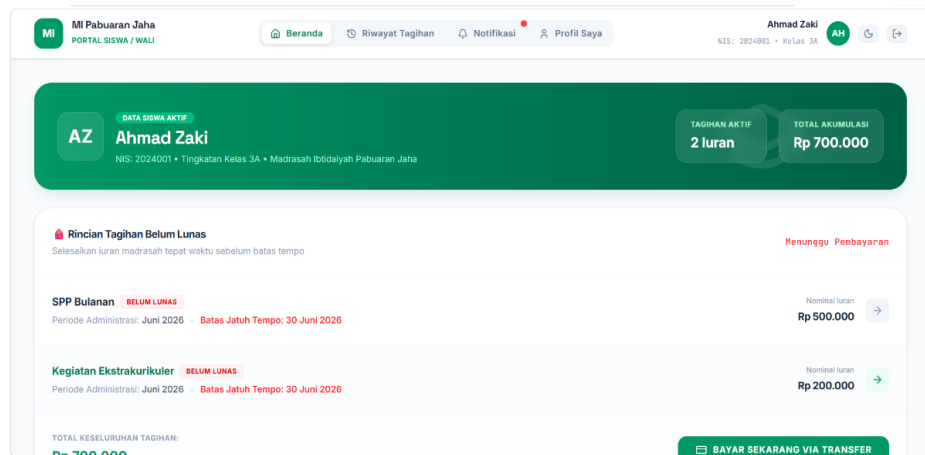 MI
MI Pabuaran Jaha
PORTAL SISWA / WALI
Beranda
Riwayat Tagihan
Notifikasi
Profil Saya
Ahmad Zaki
NIS: 2024001 • Kelas 3A
AH
AZ
DATA SISWA AKTIF
Ahmad Zaki
NIS: 2024001 • Tingkatan Kelas 3A • Madrasah Ibtidaiyah Pabuaran Jaha
TAGIHAN AKTIF
2 Iuran
TOTAL AKUMULASI
Rp 700.000
Rincian Tagihan Belum Lunas
Selesaikan iuran madrasah tepat waktu sebelum batas tempo
Menunggu Pembayaran
SPP Bulanan BELUM LUNAS
Periode Administrasi: Juni 2026 • Batas Jatuh Tempo: 30 Juni 2026
Nominal Iuran
Rp 500.000
Kegiatan Ekstrakurikuler BELUM LUNAS
Periode Administrasi: Juni 2026 • Batas Jatuh Tempo: 30 Juni 2026
Nominal Iuran
Rp 200.000
TOTAL KESELURUHAN TAGIHAN:
Rp 700.000
BAYAR SEKARANG VIA TRANSFER